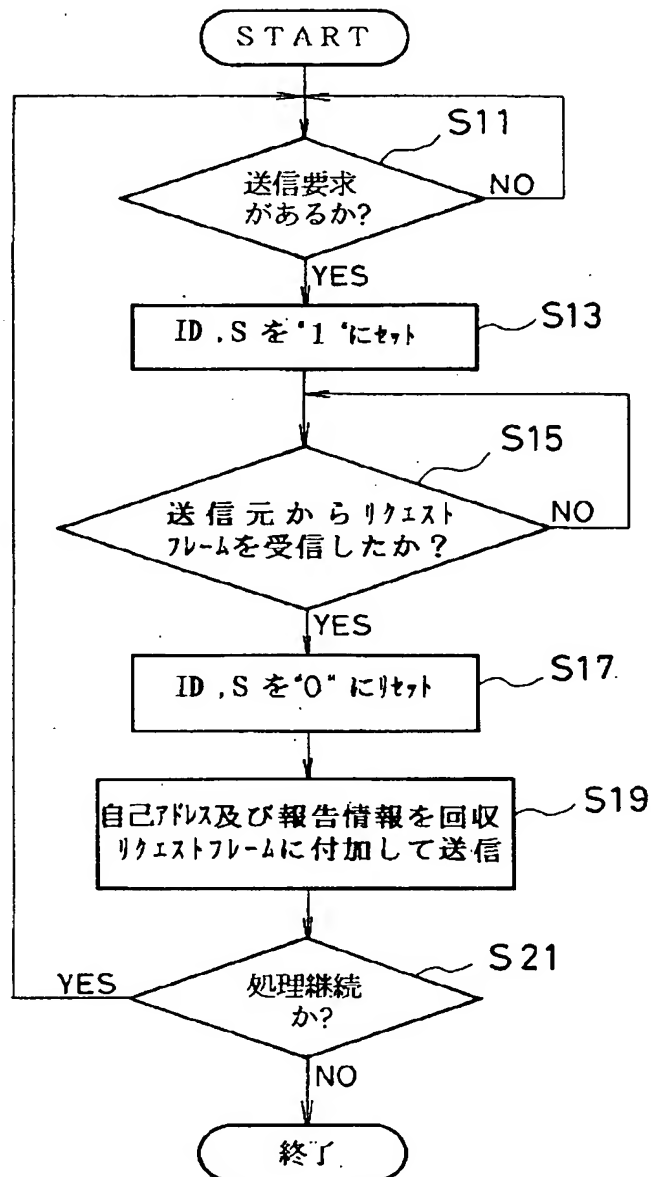 START
S11
送信要求
があるか?
NO
YES
ID,Sを"1"にセット
S13
S15
送信元からリクエスト
フレームを受信したか?
NO
YES
ID,Sを"0"にリセット
S17
自己アドレス及び報告情報を回収
リクエストフレームに付加して送信
S19
S21
処理継続
か?
YES
NO
終了